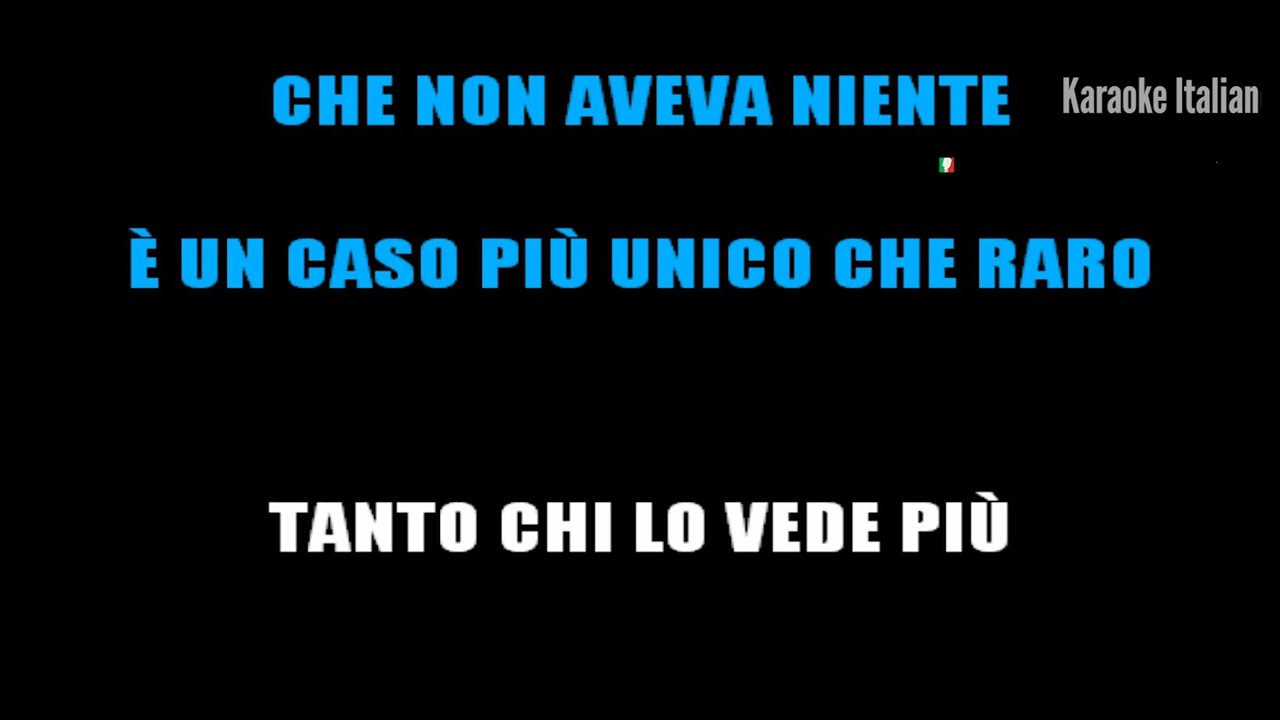 CHE NON AVEVA NIENTE
Karaoke Italian
È UN CASO PIÙ UNICO CHE RARO
TANTO CHI LO VEDE PIÙ